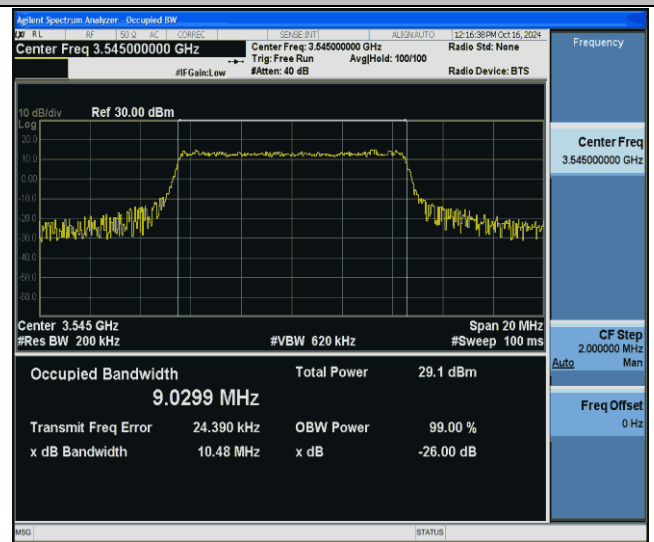 Agilent Spectrum Analyzer - Occupied BW
RL RF 50 Ω AC CORREC SENSE:INT ALIGNAUTO 12:16:38PM Oct 16, 2024
Center Freq 3.545000000 GHz Center Freq: 3.545000000 GHz Radio Std: None Frequency
Trig: Free Run Avg|Hold: 100/100
#IFGain:Low #Atten: 40 dB Radio Device: BTS
10 dB/div Ref 30.00 dBm
Log
20.0
10.0
0.00
-10.0
-20.0
-30.0
-40.0
-50.0
-60.0
Center Freq
3.545000000 GHz
Center 3.545 GHz Span 20 MHz
#Res BW 200 kHz #VBW 620 kHz #Sweep 100 ms
CF Step
2.000000 MHz
Auto Man
Occupied Bandwidth Total Power 29.1 dBm
9.0299 MHz
Freq Offset
0 Hz
Transmit Freq Error 24.390 kHz OBW Power 99.00 %
x dB Bandwidth 10.48 MHz x dB -26.00 dB
MSG STATUS